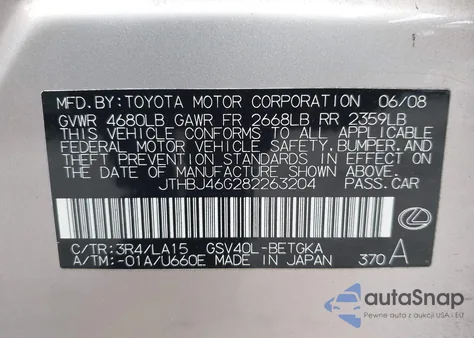 MFD. BY: TOYOTA MOTOR CORPORATION 06/08
GVWR 4680LB GAWR FR 2668LB RR 2359LB
THIS VEHICLE CONFORMS TO ALL APPLICABLE
FEDERAL MOTOR VEHICLE SAFETY, BUMPER, AND
THEFT PREVENTION STANDARDS IN EFFECT ON
THE DATE OF MANUFACTURE SHOWN ABOVE.
JTHBJ46G282263204 PASS. CAR
C/TR: 3R4/LA15 GSV40L-BETGKA
A/TM: -01A/U660E MADE IN JAPAN 370 A
autoSnap
Pewne auta z aukcji USA i EU